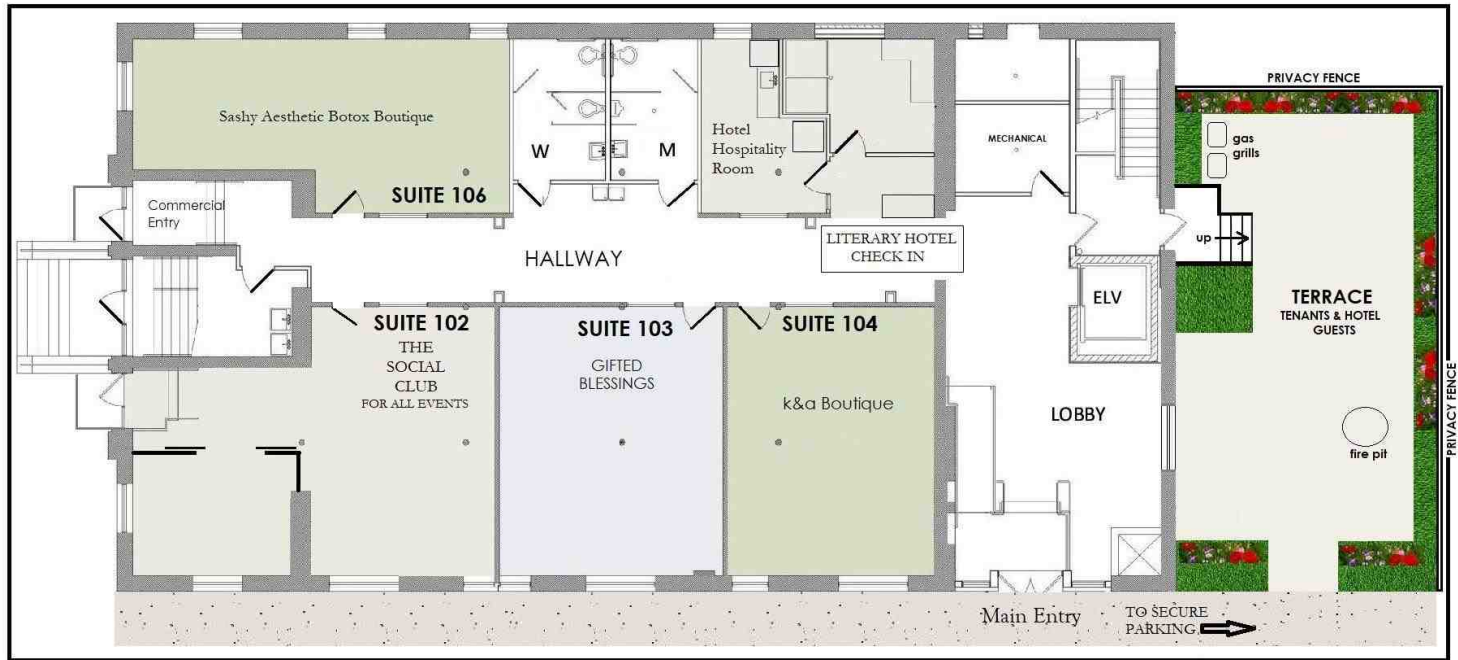 PRIVACY FENCE
gas
grills
Sashy Aesthetic Botox Boutique
SUITE 106
W
M
Hotel
Hospitality
Room
MECHANICAL
Commercial
Entry
HALLWAY
LITERARY HOTEL
CHECK IN
up
ELV
TERRACE
TENANTS & HOTEL
GUESTS
SUITE 102
THE
SOCIAL
CLUB
FOR ALL EVENTS
SUITE 103
GIFTED
BLESSINGS
SUITE 104
k&a Boutique
LOBBY
fire pit
PRIVACY FENCE
Main Entry
TO SECURE
PARKING